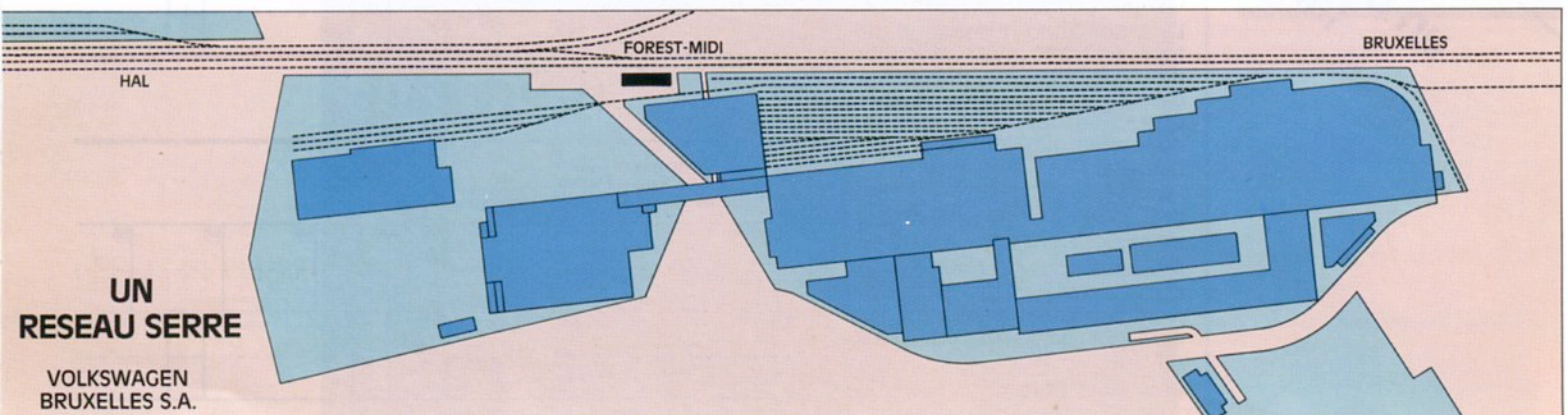 FOREST-MIDI
BRUXELLES
HAL
UN
RESEAU SERRE
VOLKSWAGEN
BRUXELLES S.A.